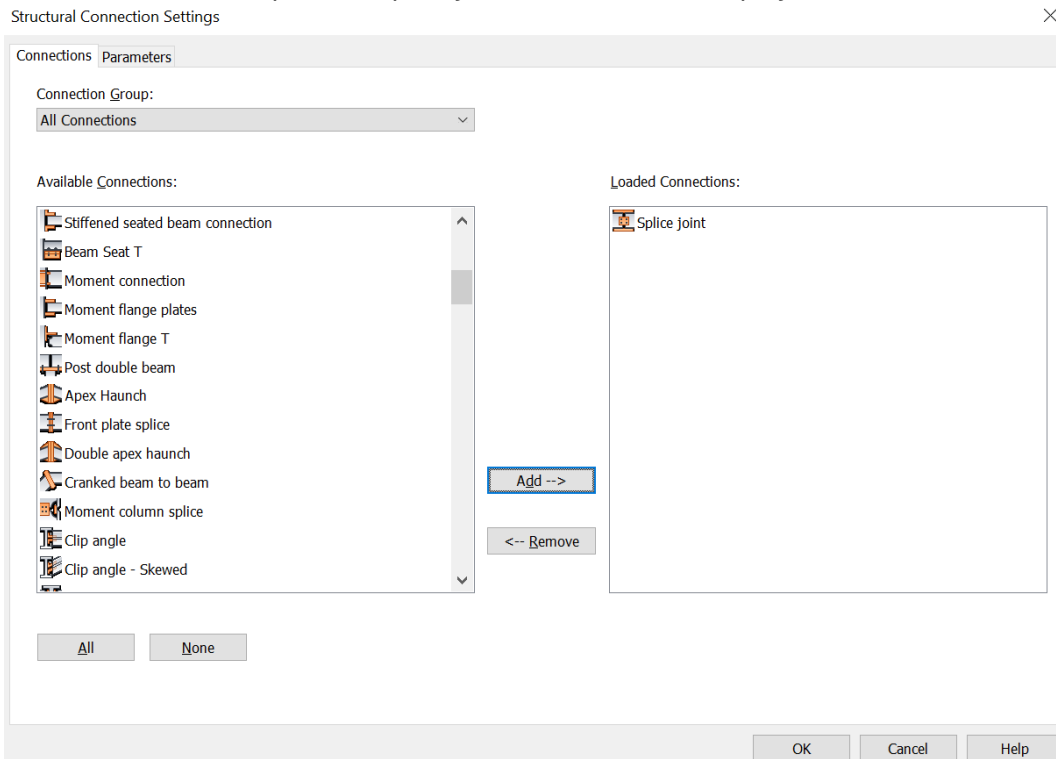 Structural Connection Settings
Connections Parameters
Connection Group:
All Connections
Available Connections:
Loaded Connections:
Stiffened seated beam connection
Beam Seat T
Moment connection
Moment flange plates
Moment flange T
Post double beam
Apex Haunch
Front plate splice
Double apex haunch
Cranked beam to beam
Moment column splice
Clip angle
Clip angle - Skewed
Splice joint
Add -->
<-- Remove
All None
OK Cancel Help